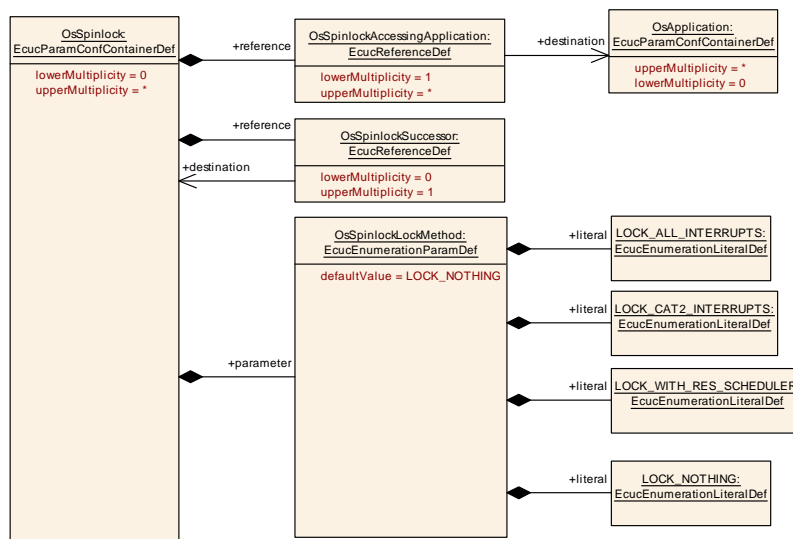 OsSpinlock:
EcucParamConfContainerDef
lowerMultiplicity = 0
upperMultiplicity = *
+reference
OsSpinlockAccessingApplication:
EcucReferenceDef
lowerMultiplicity = 1
upperMultiplicity = *
+destination
OsApplication:
EcucParamConfContainerDef
upperMultiplicity = *
lowerMultiplicity = 0
+reference
+destination
OsSpinlockSuccessor:
EcucReferenceDef
lowerMultiplicity = 0
upperMultiplicity = 1
+parameter
OsSpinlockLockMethod:
EcucEnumerationParamDef
defaultValue = LOCK_NOTHING
+literal
LOCK_ALL_INTERRUPTS:
EcucEnumerationLiteralDef
+literal
LOCK_CAT2_INTERRUPTS:
EcucEnumerationLiteralDef
+literal
LOCK_WITH_RES_SCHEDULER
EcucEnumerationLiteralDef
+literal
LOCK_NOTHING:
EcucEnumerationLiteralDef